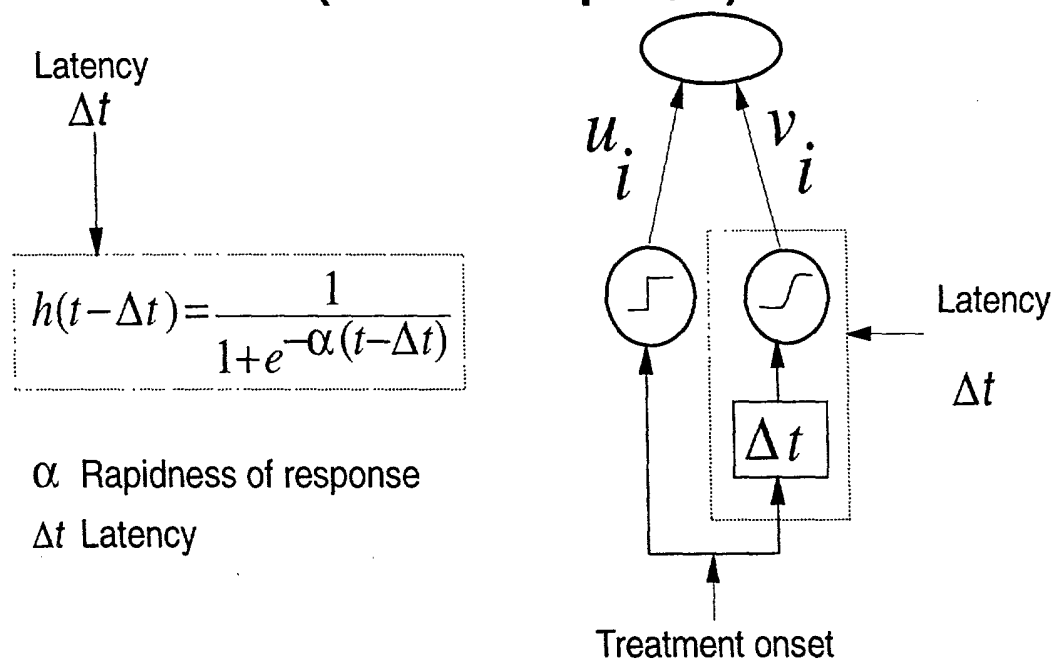 Latency
Δt
h(t−Δt)=1/(1+e^−α(t−Δt))
α Rapidness of response
Δt Latency
u_i
v_i
Δt
Latency
Δt
Treatment onset